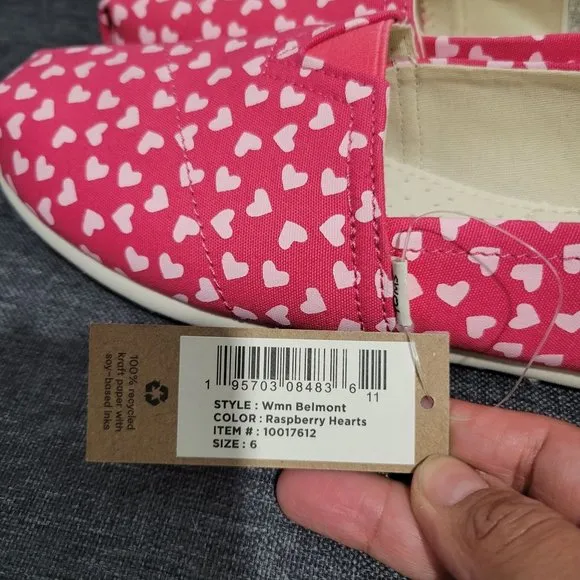 TOMS
100% recycled
kraft paper with
soy-based inks
1 95703 08483 6
11
STYLE : Wmn Belmont
COLOR : Raspberry Hearts
ITEM # : 10017612
SIZE : 6